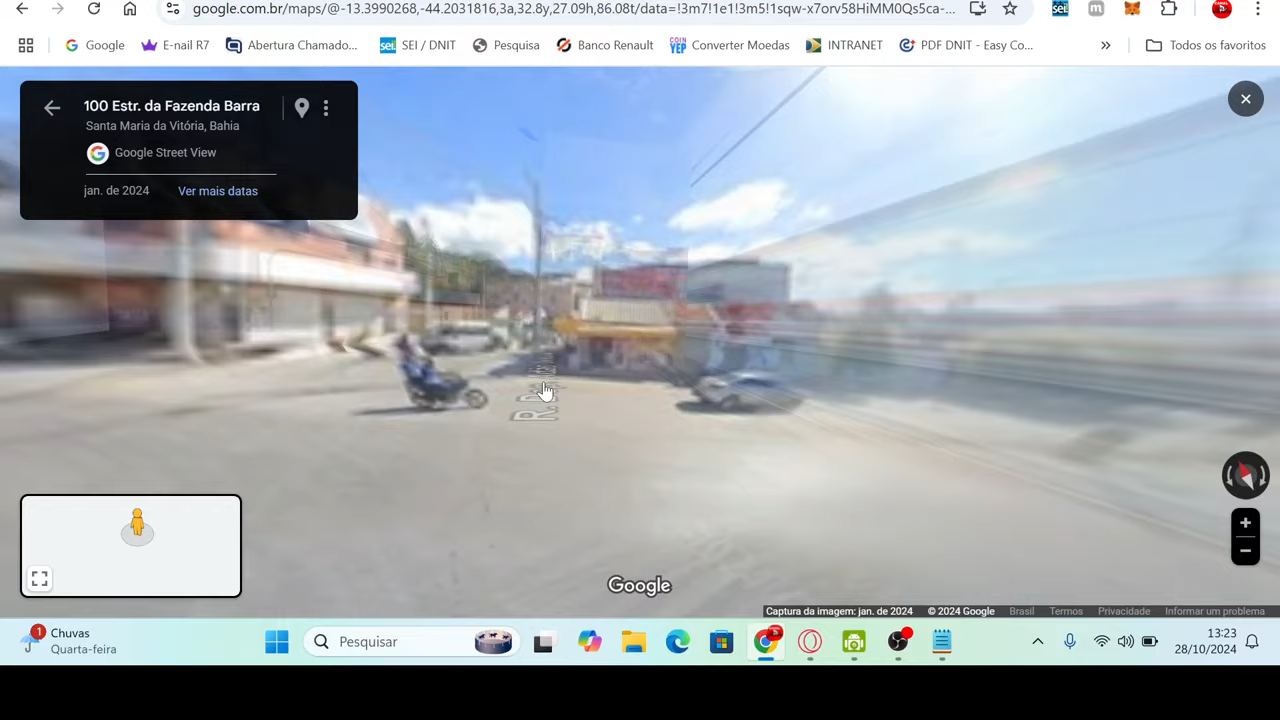 google.com.br/maps/@-13.3990268,-44.2031816,3a,32.8y,27.09h,86.08t/data=!3m7!1e1!3m5!1sqw-x7orv58HiMM0Qs5ca-...
Google
E-nail R7
Abertura Chamado...
SEI / DNIT
Pesquisa
Banco Renault
COIN YEP
Converter Moedas
INTRANET
PDF DNIT - Easy Co...
Todos os favoritos
100 Estr. da Fazenda Barra
Santa Maria da Vitória, Bahia
Google Street View
jan. de 2024 Ver mais datas
R.
Google
Captura da imagem: jan. de 2024 © 2024 Google Brasil Termos Privacidade Informar um problema
1
Chuvas
Quarta-feira
Pesquisar
13:23
28/10/2024